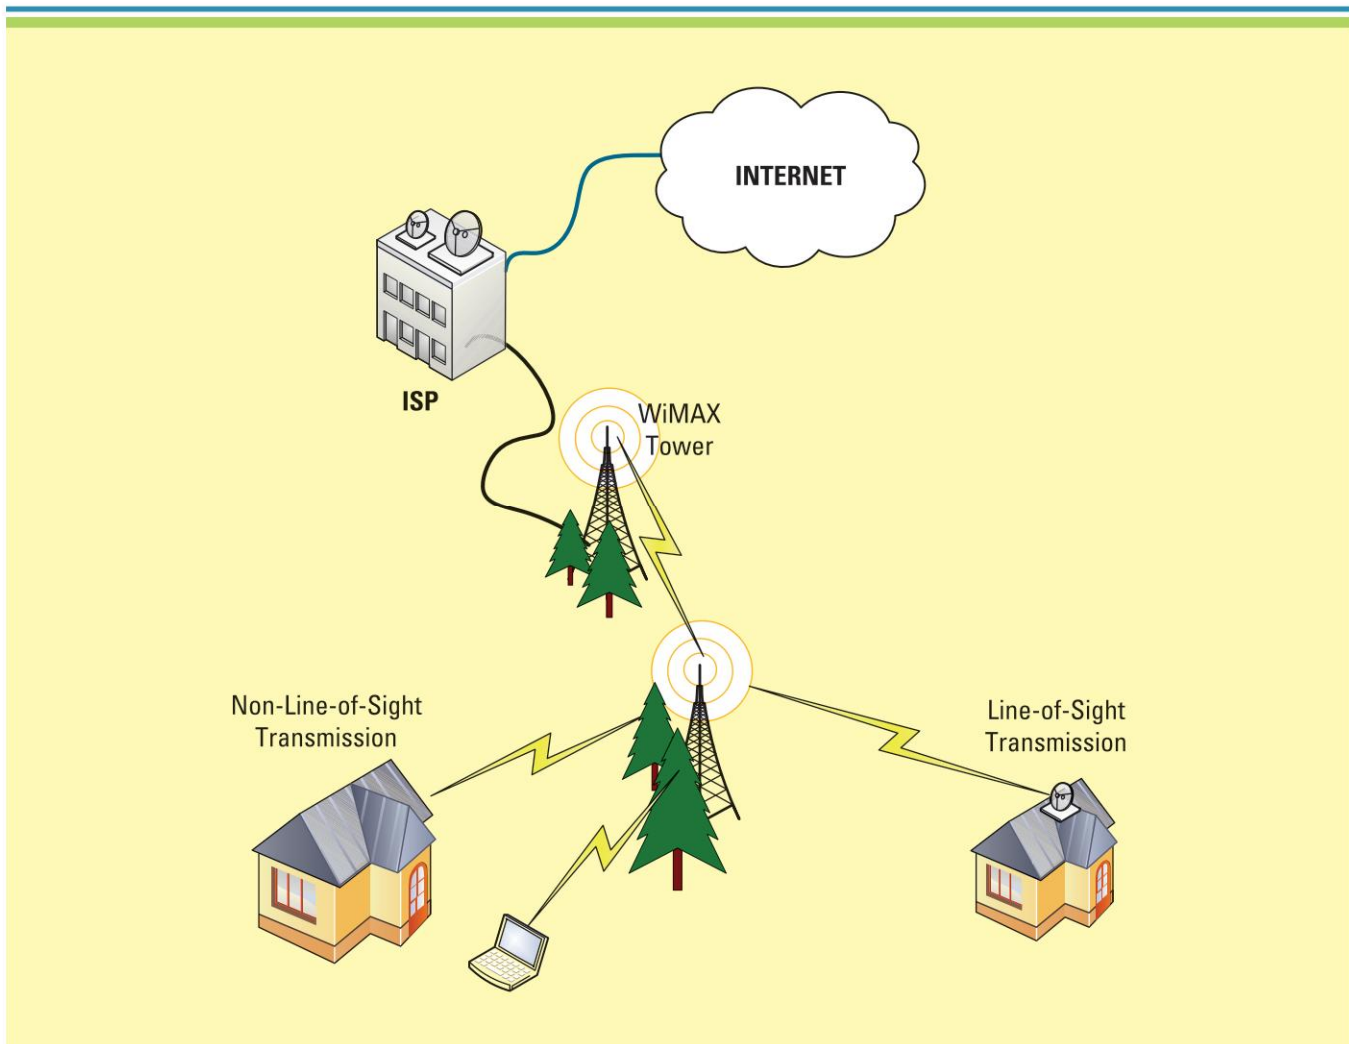 INTERNET
ISP
WiMAX
Tower
Non-Line-of-Sight
Transmission
Line-of-Sight
Transmission